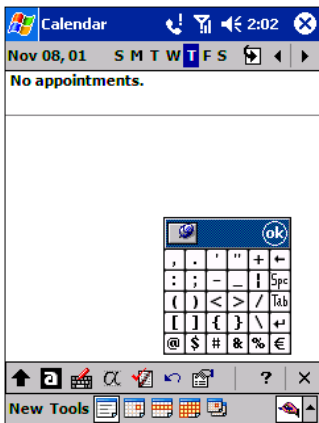 Calendar 2:02
Nov 08, 01 S M T W T F S
No appointments.
ok
, . ' " + ←
: ; - _ ¦ Spc
( ) < > / Tab
[ ] { } \ ↵
@ $ # & % €
a α ?  ×
New Tools